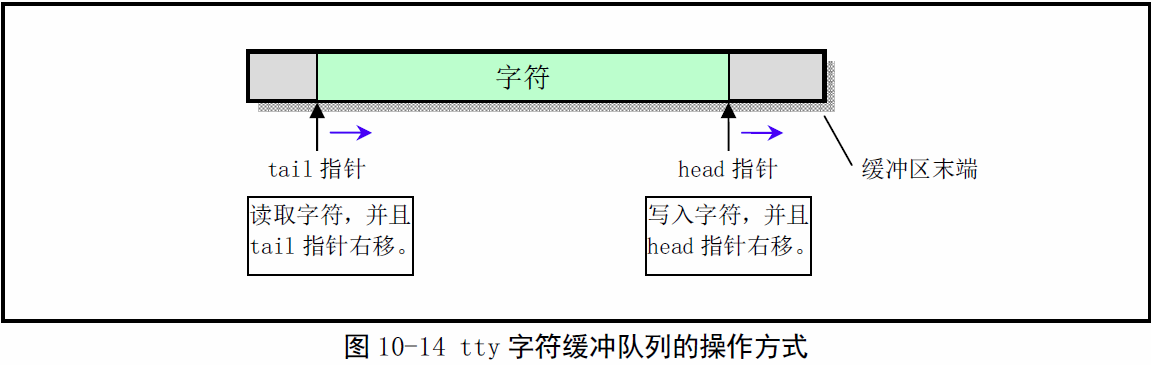 字符
tail 指针
head 指针
缓冲区末端
读取字符，并且
tail 指针右移。
写入字符，并且
head 指针右移。
图 10-14 tty 字符缓冲队列的操作方式